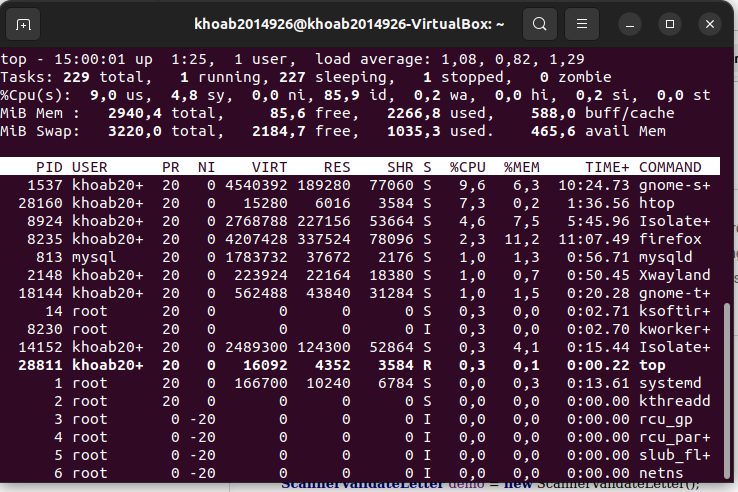 khoab2014926@khoab2014926-VirtualBox: ~
top - 15:00:01 up  1:25,  1 user,  load average: 1,08, 0,82, 1,29
Tasks: 229 total,   1 running, 227 sleeping,   1 stopped,   0 zombie
%Cpu(s):  9,0 us,  4,8 sy,  0,0 ni, 85,9 id,  0,2 wa,  0,0 hi,  0,2 si,  0,0 st
MiB Mem :   2940,4 total,     85,6 free,   2266,8 used,    588,0 buff/cache
MiB Swap:   3220,0 total,   2184,7 free,   1035,3 used.    465,6 avail Mem
PID USER      PR  NI    VIRT    RES    SHR S  %CPU  %MEM     TIME+ COMMAND
1537 khoab20+  20   0 4540392 189280  77060 S   9,6   6,3  10:24.73 gnome-s+
28160 khoab20+  20   0   15280   6016   3584 S   7,3   0,2   1:36.56 htop
8924 khoab20+  20   0 2768788 227156  53664 S   4,6   7,5   5:45.96 Isolate+
8235 khoab20+  20   0 4207428 337524  78096 S   2,3  11,2  11:07.49 firefox
813 mysql     20   0 1783732  37672   2176 S   1,0   1,3   0:56.71 mysqld
2148 khoab20+  20   0  223924  22164  18380 S   1,0   0,7   0:50.45 Xwayland
18144 khoab20+  20   0  562488  43840  31284 S   1,0   1,5   0:20.28 gnome-t+
14 root      20   0       0      0      0 S   0,3   0,0   0:02.71 ksoftir+
8230 root      20   0       0      0      0 I   0,3   0,0   0:02.70 kworker+
14152 khoab20+  20   0 2489300 124300  52864 S   0,3   4,1   0:15.44 Isolate+
28811 khoab20+  20   0   16092   4352   3584 R   0,3   0,1   0:00.22 top
1 root      20   0  166700  10240   6784 S   0,0   0,3   0:13.61 systemd
2 root      20   0       0      0      0 S   0,0   0,0   0:00.00 kthreadd
3 root       0 -20       0      0      0 I   0,0   0,0   0:00.00 rcu_gp
4 root       0 -20       0      0      0 I   0,0   0,0   0:00.00 rcu_par+
5 root       0 -20       0      0      0 I   0,0   0,0   0:00.00 slub_fl+
6 root       0 -20       0      0      0 I   0,0   0,0   0:00.00 netns
demo = new